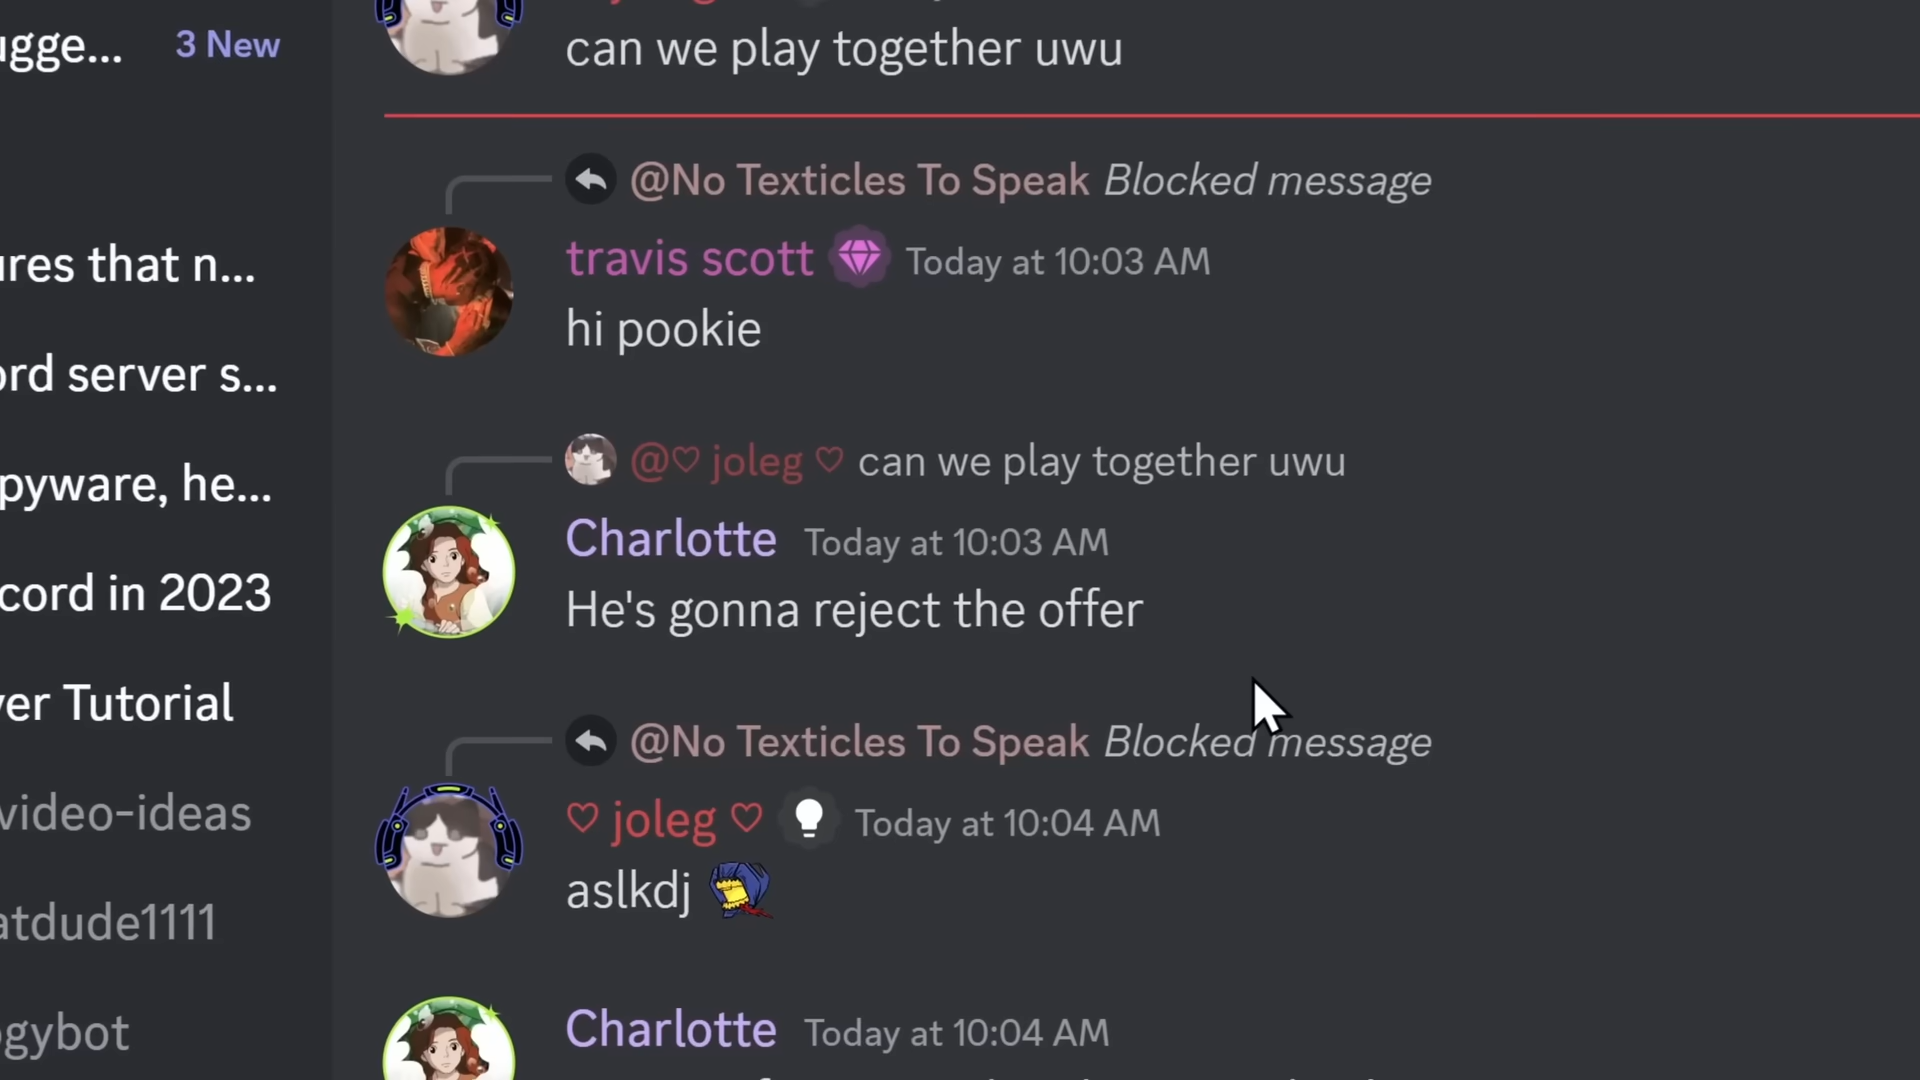 ugge... 3 New
can we play together uwu
@No Texticles To Speak Blocked message
travis scott Today at 10:03 AM
ures that n...
hi pookie
ord server s...
@♡ joleg ♡ can we play together uwu
pyware, he...
Charlotte Today at 10:03 AM
cord in 2023
He's gonna reject the offer
ver Tutorial
@No Texticles To Speak Blocked message
video-ideas
♡ joleg ♡ Today at 10:04 AM
aslkdj
atdude1111
Charlotte Today at 10:04 AM
ogybot